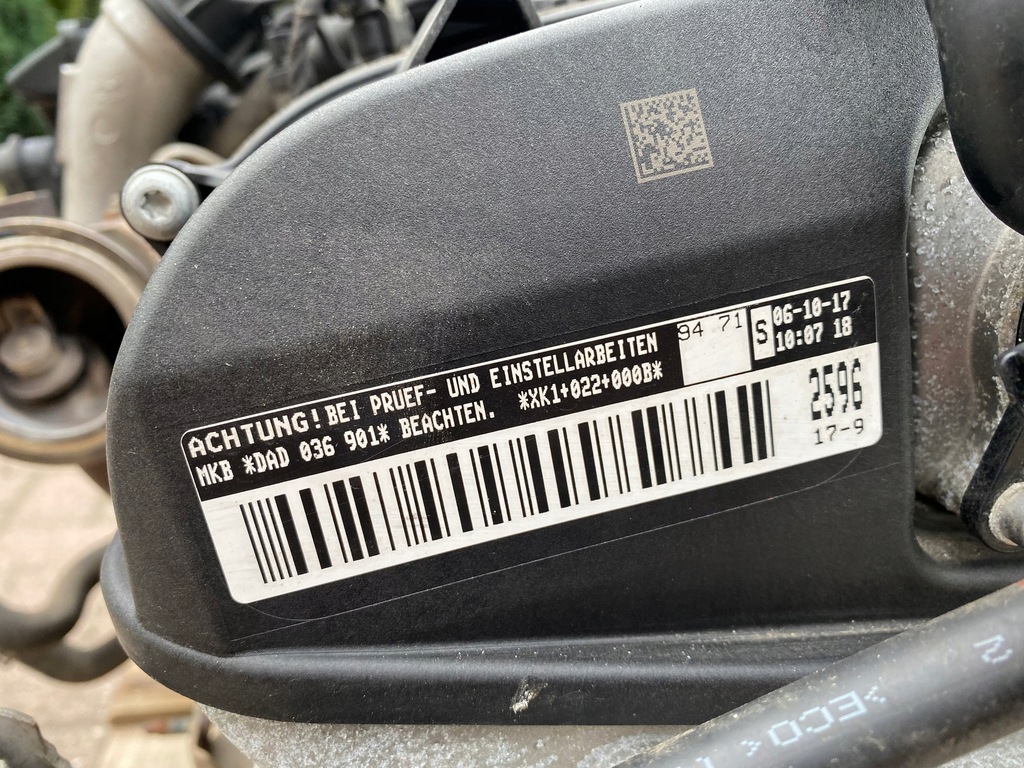 ACHTUNG! BEI PRUEF- UND EINSTELLARBEITEN
MKB *DAD 036 901* BEACHTEN. *XK1+022+000B*
94 71
S
06-10-17
10:07 18
2596
17-9
>ECO<